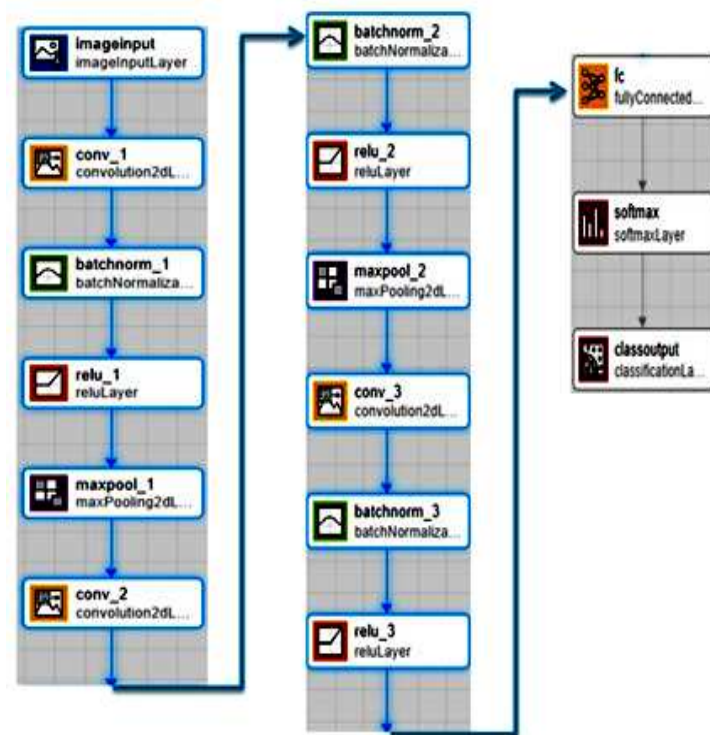 imageinput
imageInputLayer
conv_1
convolution2dL...
batchnorm_1
batchNormaliza...
relu_1
reluLayer
maxpool_1
maxPooling2dL...
conv_2
convolution2dL...
batchnorm_2
batchNormaliza...
relu_2
reluLayer
maxpool_2
maxPooling2dL...
conv_3
convolution2dL...
batchnorm_3
batchNormaliza...
relu_3
reluLayer
fc
fullyConnected...
softmax
softmaxLayer
classoutput
classificationLa...